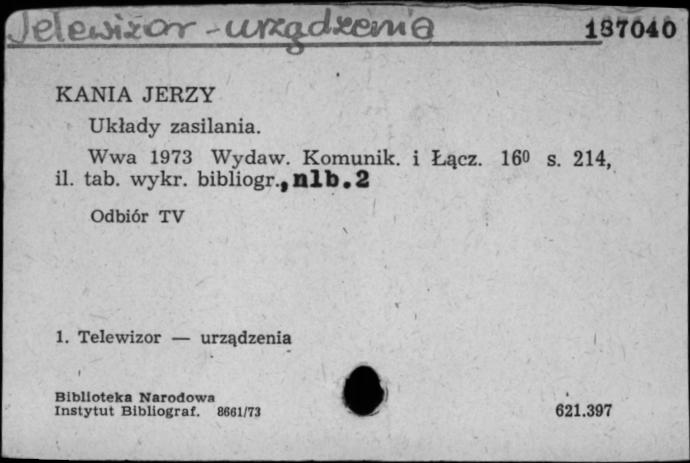 Telewizor - urządzenia 187040
KANIA JERZY
Układy zasilania.
Wwa 1973 Wydaw. Komunik. i Łącz. 16⁰ s. 214,
il. tab. wykr. bibliogr., nlb.2
Odbiór TV
1. Telewizor — urządzenia
Biblioteka Narodowa
Instytut Bibliograf. 8661/73 621.397